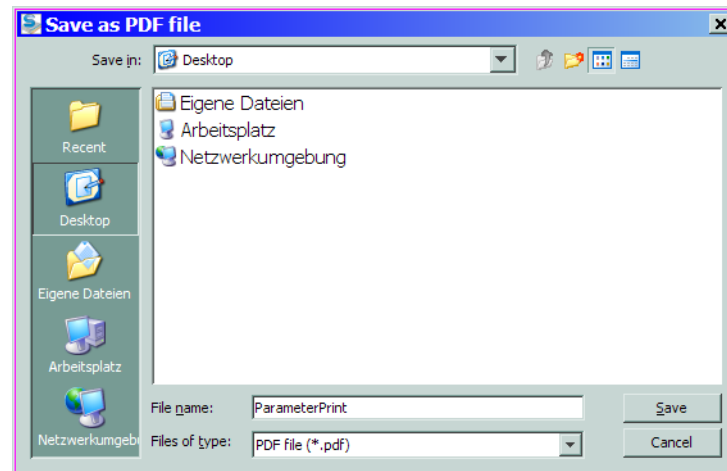 Save as PDF file
Save in: Desktop
Recent
Desktop
Eigene Dateien
Arbeitsplatz
Netzwerkumgeb
Eigene Dateien
Arbeitsplatz
Netzwerkumgebung
File name: ParameterPrint Save
Files of type: PDF file (*.pdf) Cancel